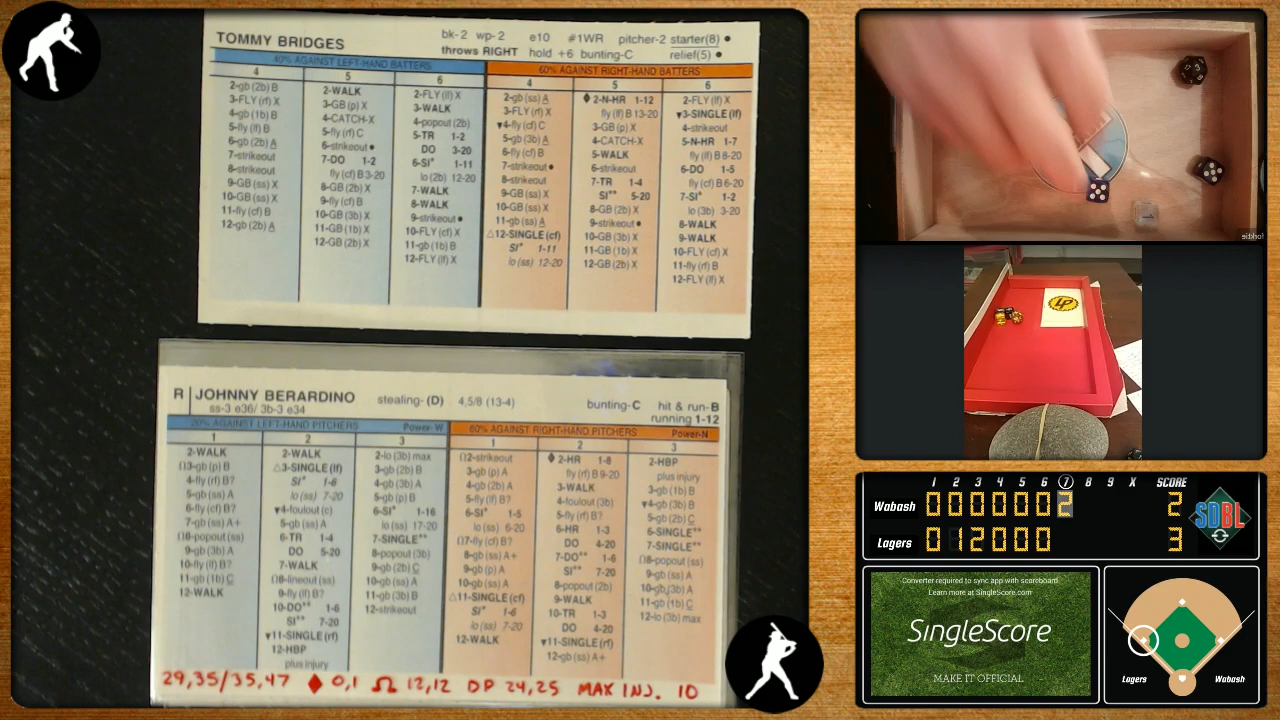 TOMMY BRIDGES
bk- 2 wp- 2 e10 #1WR pitcher-2 starter(8) •
throws RIGHT hold +6 bunting-C relief(5) •
40% AGAINST LEFT-HAND BATTERS
60% AGAINST RIGHT-HAND BATTERS
4
2-gb (2b) B
3-FLY (rf) X
4-gb (1b) B
5-fly (lf) B
6-gb (2b) A
7-strikeout
8-strikeout
9-GB (ss) X
10-GB (ss) X
11-fly (cf) B
12-gb (2b) A
5
2-WALK
3-GB (p) X
4-CATCH-X
5-fly (rf) C
6-strikeout •
7-DO 1-2
fly (cf) B 3-20
8-GB (2b) X
9-fly (cf) B
10-GB (3b) X
11-GB (1b) X
12-GB (2b) X
6
2-FLY (lf) X
3-WALK
4-popout (2b)
5-TR 1-2
DO 3-20
6-SI* 1-11
lo (2b) 12-20
7-WALK
8-WALK
9-strikeout •
10-FLY (cf) X
11-gb (1b) B
12-FLY (lf) X
4
2-gb (ss) A
3-FLY (rf) X
▼4-fly (cf) C
5-gb (3b) A
6-fly (cf) B
7-strikeout •
8-strikeout
9-GB (ss) X
10-GB (ss) X
11-gb (ss) A
△12-SINGLE (cf)
SI* 1-11
lo (ss) 12-20
5
♦ 2-N-HR 1-12
fly (lf) B 13-20
3-GB (p) X
4-CATCH-X
5-WALK
6-strikeout
7-TR 1-4
SI** 5-20
8-GB (2b) X
9-strikeout •
10-GB (3b) X
11-GB (1b) X
12-GB (2b) X
6
2-FLY (lf) X
▼3-SINGLE (lf)
4-strikeout
5-N-HR 1-7
fly (lf) B 8-20
6-DO 1-5
fly (cf) B 6-20
7-SI* 1-2
lo (3b) 3-20
8-WALK
9-WALK
10-FLY (cf) X
11-fly (rf) B
12-FLY (lf) X
R JOHNNY BERARDINO stealing- (D) 4,5/8 (13-4) bunting-C hit & run-B
ss-3 e36/ 3b-3 e34 running 1-12
20% AGAINST LEFT-HAND PITCHERS Power- W
80% AGAINST RIGHT-HAND PITCHERS Power-N
1
2-WALK
Ω3-gb (p) B
4-fly (rf) B?
5-gb (ss) A
6-fly (cf) B?
7-gb (ss) A+
Ω8-popout (ss)
9-gb (3b) A
10-fly (lf) B?
11-gb (1b) C
12-WALK
2
2-WALK
△3-SINGLE (lf)
SI* 1-6
lo (ss) 7-20
▼4-foulout (c)
5-gb (ss) A
6-TR 1-4
DO 5-20
7-WALK
Ω8-lineout (ss)
10-DO** 1-6
SI** 7-20
▼11-SINGLE (rf)
12-HBP
plus injury
3
2-lo (3b) max
3-gb (2b) B
4-gb (3b) A
5-gb (p) B
6-SI* 1-16
lo (ss) 17-20
7-SINGLE**
8-popout (3b)
9-gb (2b) C
10-gb (ss) A
11-gb (3b) B
12-strikeout
1
Ω2-strikeout
3-gb (p) A
4-gb (2b) A
5-fly (lf) B?
6-SI* 1-5
lo (ss) 6-20
Ω7-fly (cf) B?
8-gb (ss) A+
9-gb (p) A
10-gb (ss) A
△11-SINGLE (cf)
SI* 1-6
lo (ss) 7-20
12-WALK
2
♦ 2-HR 1-8
fly (rf) B 9-20
3-WALK
4-foulout (3b)
5-fly (rf) B?
6-HR 1-3
DO 4-20
7-DO** 1-6
SI** 7-20
8-popout (2b)
9-WALK
10-TR 1-3
DO 4-20
▼11-SINGLE (rf)
12-gb (ss) A+
3
2-HBP
plus injury
3-gb (1b) B
▼4-gb (3b) B
5-gb (2b) C
6-SINGLE**
7-SINGLE**
Ω8-popout (ss)
9-gb (ss) A
10-gb (3b) A
11-gb (1b) C
12-lo (3b) max
29,35/35,47 ♦ 0,1 Ω 12,12 DP 24,25 MAX INJ. 10
LP
1 2 3 4 5 6 7 8 9 X SCORE
Wabash 0 0 0 0 0 0 2 2
Lagers 0 1 2 0 0 0 3
SDBL
Converter required to sync app with scoreboard
Learn more at SingleScore.com
SINGLESCORE
MAKE IT OFFICIAL
Lagers Wabash